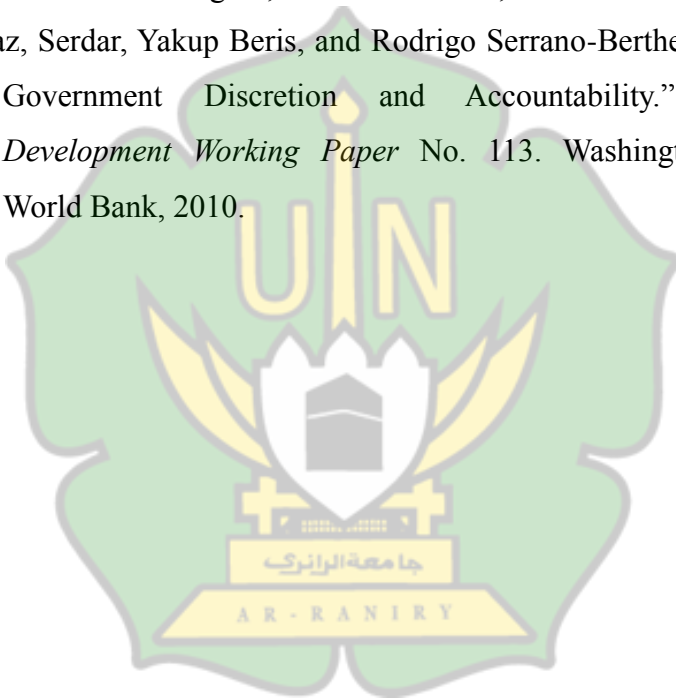 az, Serdar, Yakup Beris, and Rodrigo Serrano-Berthe
Government Discretion and Accountability.”
Development Working Paper No. 113. Washingt
World Bank, 2010.
UIN
جامعة الرانري
AR-RANIRY